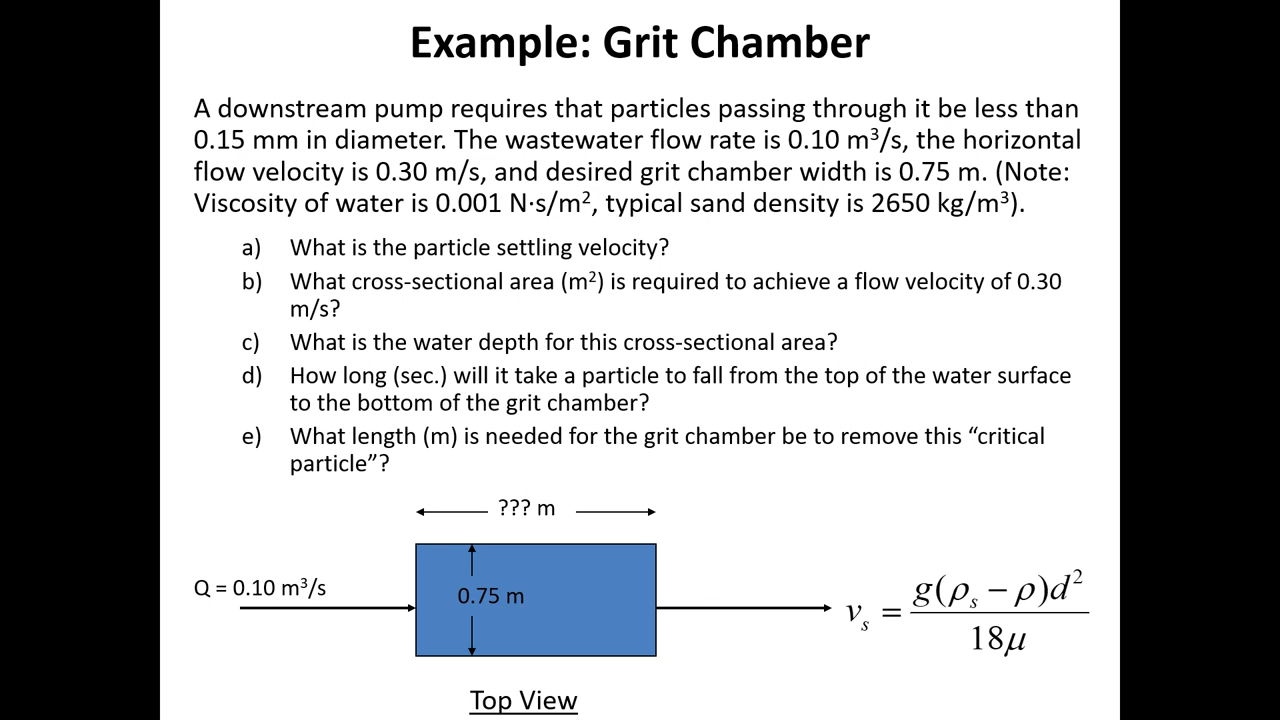 Example: Grit Chamber
A downstream pump requires that particles passing through it be less than
0.15 mm in diameter. The wastewater flow rate is 0.10 m³/s, the horizontal
flow velocity is 0.30 m/s, and desired grit chamber width is 0.75 m. (Note:
Viscosity of water is 0.001 N·s/m², typical sand density is 2650 kg/m³).
a) What is the particle settling velocity?
b) What cross-sectional area (m²) is required to achieve a flow velocity of 0.30
m/s?
c) What is the water depth for this cross-sectional area?
d) How long (sec.) will it take a particle to fall from the top of the water surface
to the bottom of the grit chamber?
e) What length (m) is needed for the grit chamber be to remove this “critical
particle”?
??? m
Q = 0.10 m³/s
0.75 m
vₛ = g(ρₛ − ρ)d² / 18μ
Top View